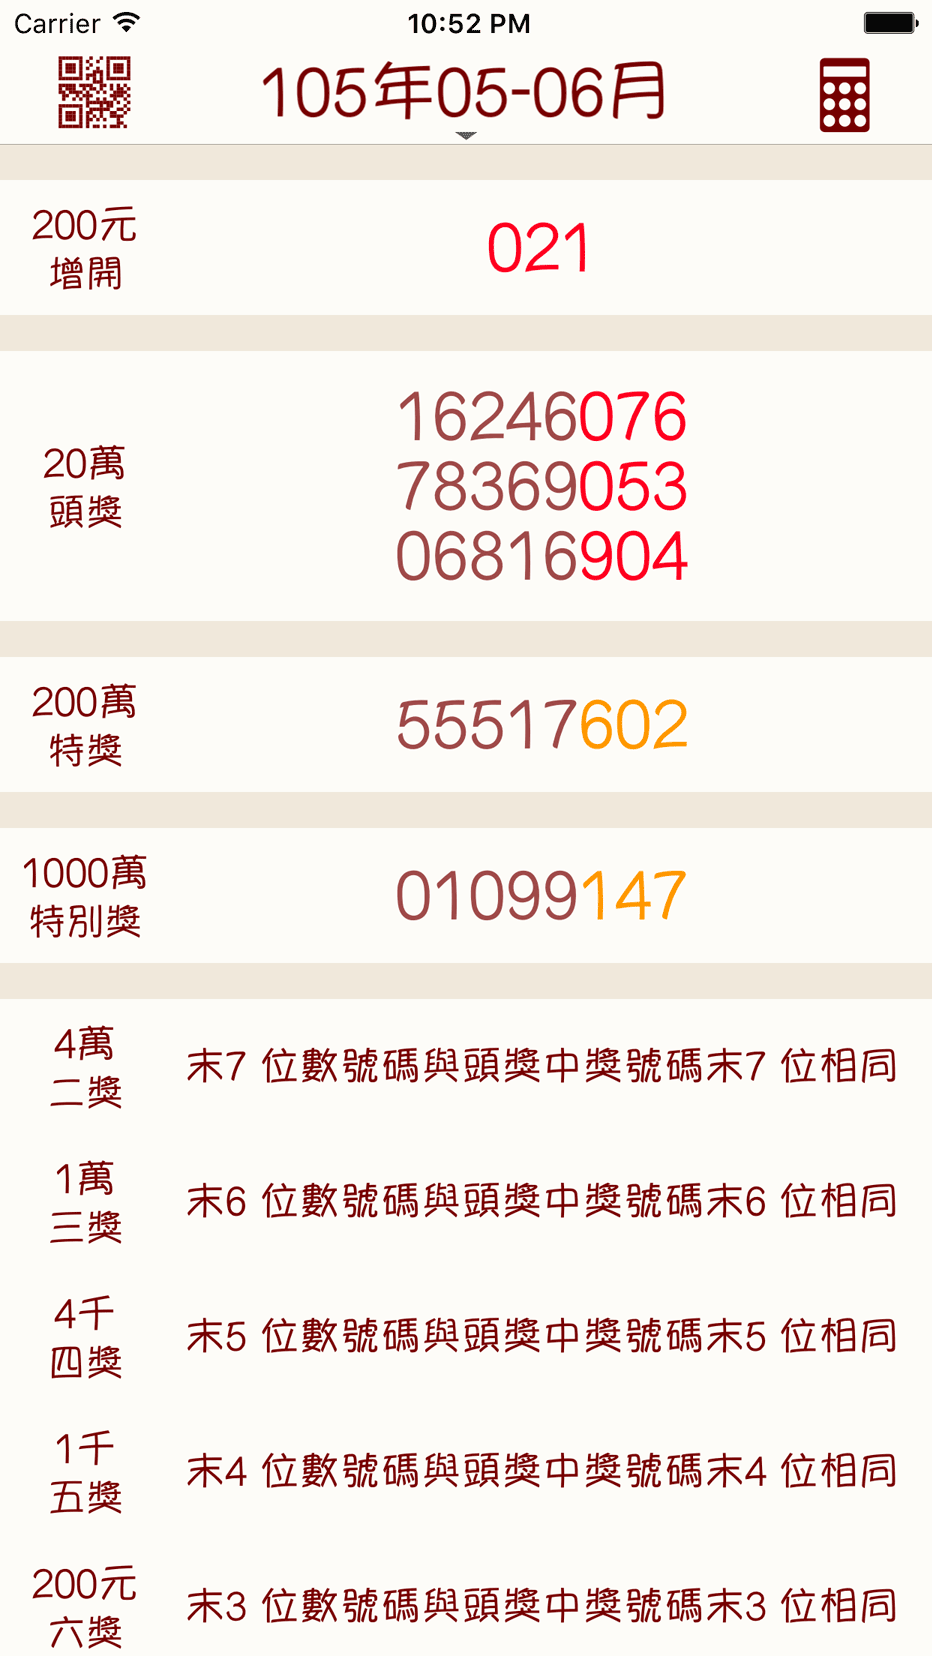 Carrier 10:52 PM
105年05-06月
200元
增開
021
20萬
頭獎
16246076
78369053
06816904
200萬
特獎
55517602
1000萬
特別獎
01099147
4萬
二獎
末7 位數號碼與頭獎中獎號碼末7 位相同
1萬
三獎
末6 位數號碼與頭獎中獎號碼末6 位相同
4千
四獎
末5 位數號碼與頭獎中獎號碼末5 位相同
1千
五獎
末4 位數號碼與頭獎中獎號碼末4 位相同
200元
六獎
末3 位數號碼與頭獎中獎號碼末3 位相同